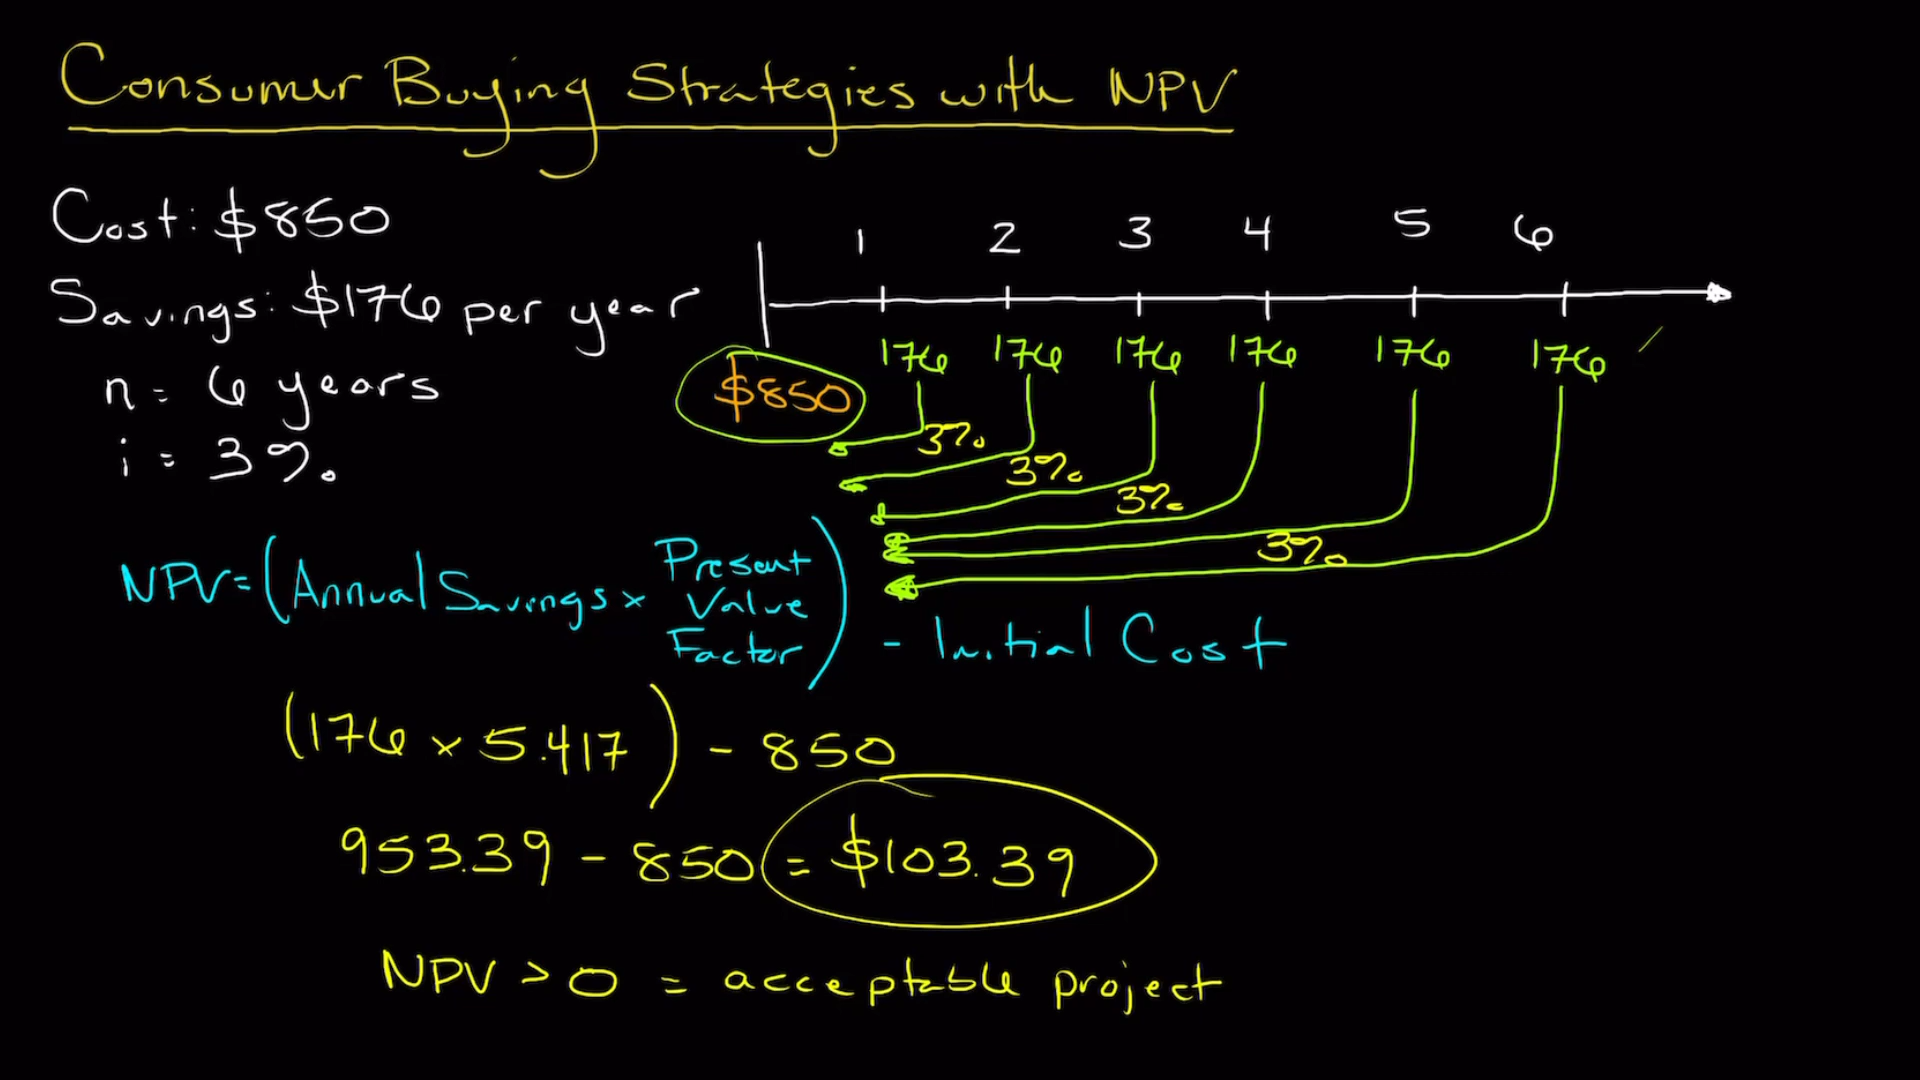 Consumer Buying Strategies with NPV
Cost: $850
Savings: $176 per year
n = 6 years
i = 3%
1 2 3 4 5 6
176 176 176 176 176 176
$850
3%
3%
3%
3%
NPV = (Annual Savings × Present Value Factor) - Initial Cost
(176 × 5.417) - 850
953.39 - 850 = $103.39
NPV > 0 = acceptable project